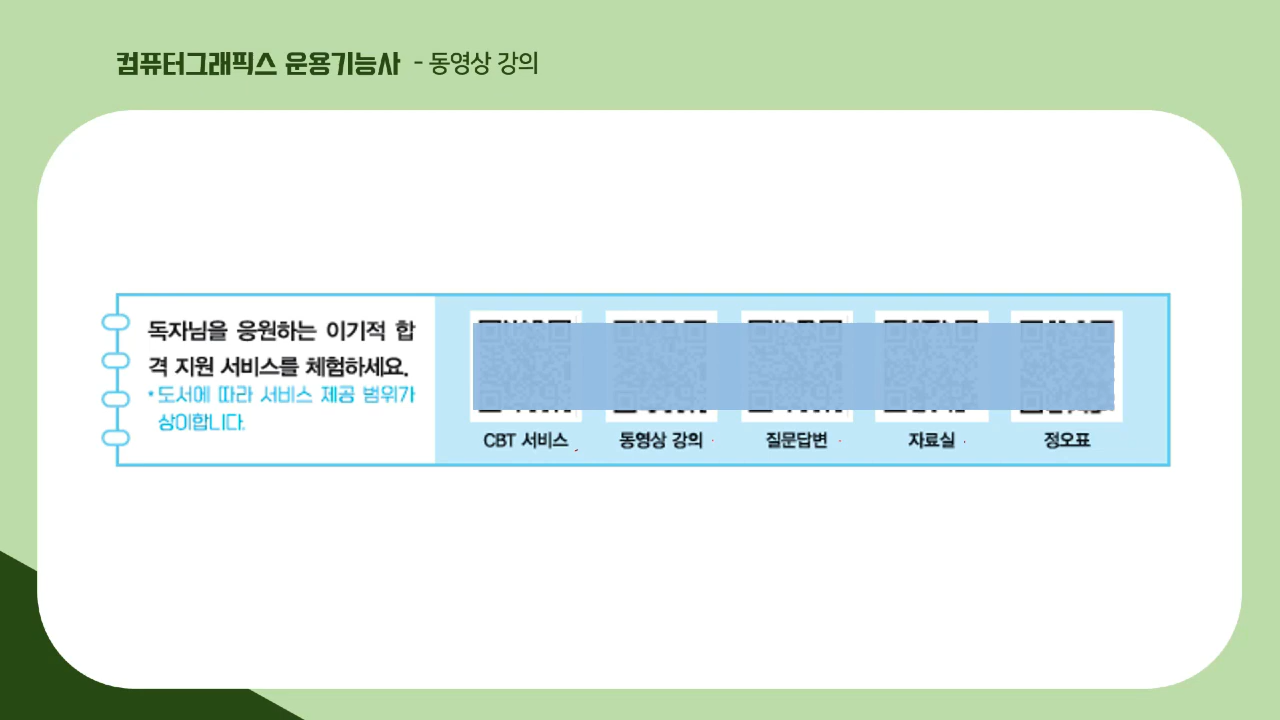 컴퓨터그래픽스 운용기능사 - 동영상 강의
독자님을 응원하는 이기적 합
격 지원 서비스를 체험하세요.
• 도서에 따라 서비스 제공 범위가
상이합니다.
CBT 서비스
동영상 강의
질문답변
자료실
정오표